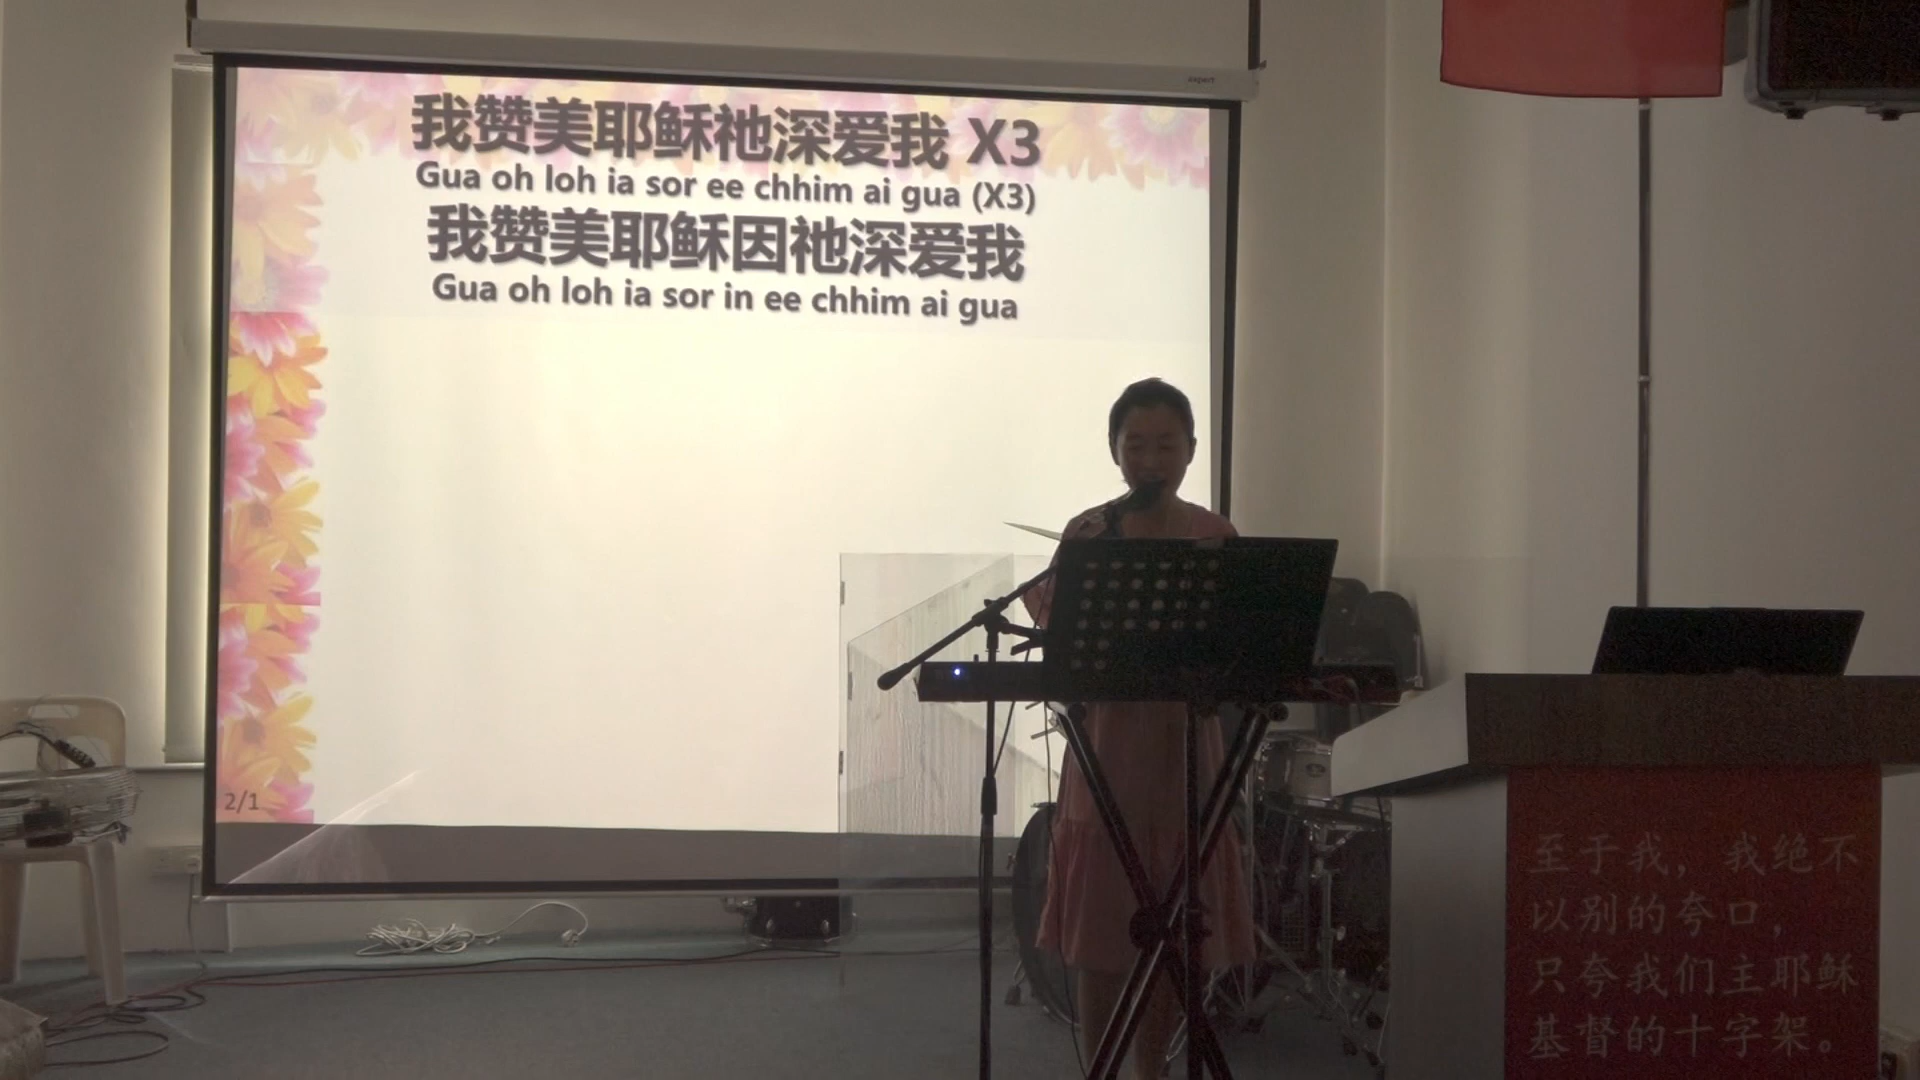 expert
我赞美耶稣祂深爱我 X3
Gua oh loh ia sor ee chhim ai gua (X3)
我赞美耶稣因祂深爱我
Gua oh loh ia sor in ee chhim ai gua
2/1
至于我，我绝不
以别的夸口，
只夸我们主耶稣
基督的十字架。